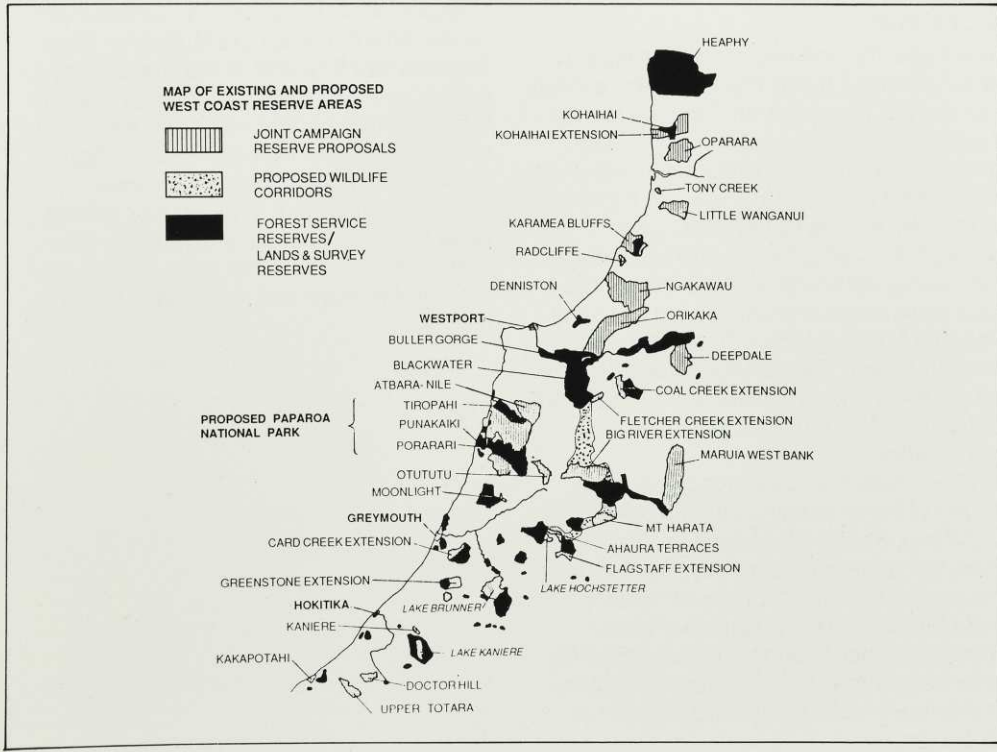 MAP OF EXISTING AND PROPOSED
WEST COAST RESERVE AREAS
JOINT CAMPAIGN
RESERVE PROPOSALS
PROPOSED WILDLIFE
CORRIDORS
FOREST SERVICE
RESERVES/
LANDS & SURVEY
RESERVES
HEAPHY
KOHAIHAI
KOHAIHAI EXTENSION
OPARARA
TONY CREEK
LITTLE WANGANUI
KARAMEA BLUFFS
RADCLIFFE
NGAKAWAU
DENNISTON
ORIKAKA
WESTPORT
BULLER GORGE
DEEPDALE
BLACKWATER
ATBARA-NILE
COAL CREEK EXTENSION
TIROPAHI
FLETCHER CREEK EXTENSION
PROPOSED PAPAROA
NATIONAL PARK
PUNAKAIKI
BIG RIVER EXTENSION
PORARARI
MARUIA WEST BANK
OTUTUTU
MOONLIGHT
GREYMOUTH
MT HARATA
CARD CREEK EXTENSION
AHAURA TERRACES
FLAGSTAFF EXTENSION
GREENSTONE EXTENSION
LAKE HOCHSTETTER
HOKITIKA
LAKE BRUNNER
KANIERE
LAKE KANIERE
KAKAPOTAHI
DOCTOR HILL
UPPER TOTARA